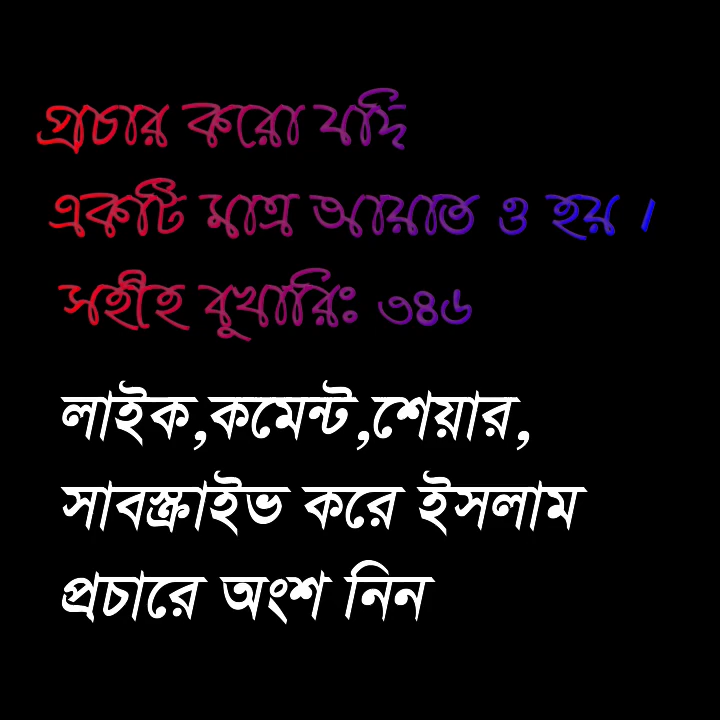 প্রচার করো যদি
একটি মাত্র আয়াত ও হয় ।
সহীহ বুখারিঃ ৩৪৬
লাইক,কমেন্ট,শেয়ার,
সাবস্ক্রাইভ করে ইসলাম
প্রচারে অংশ নিন